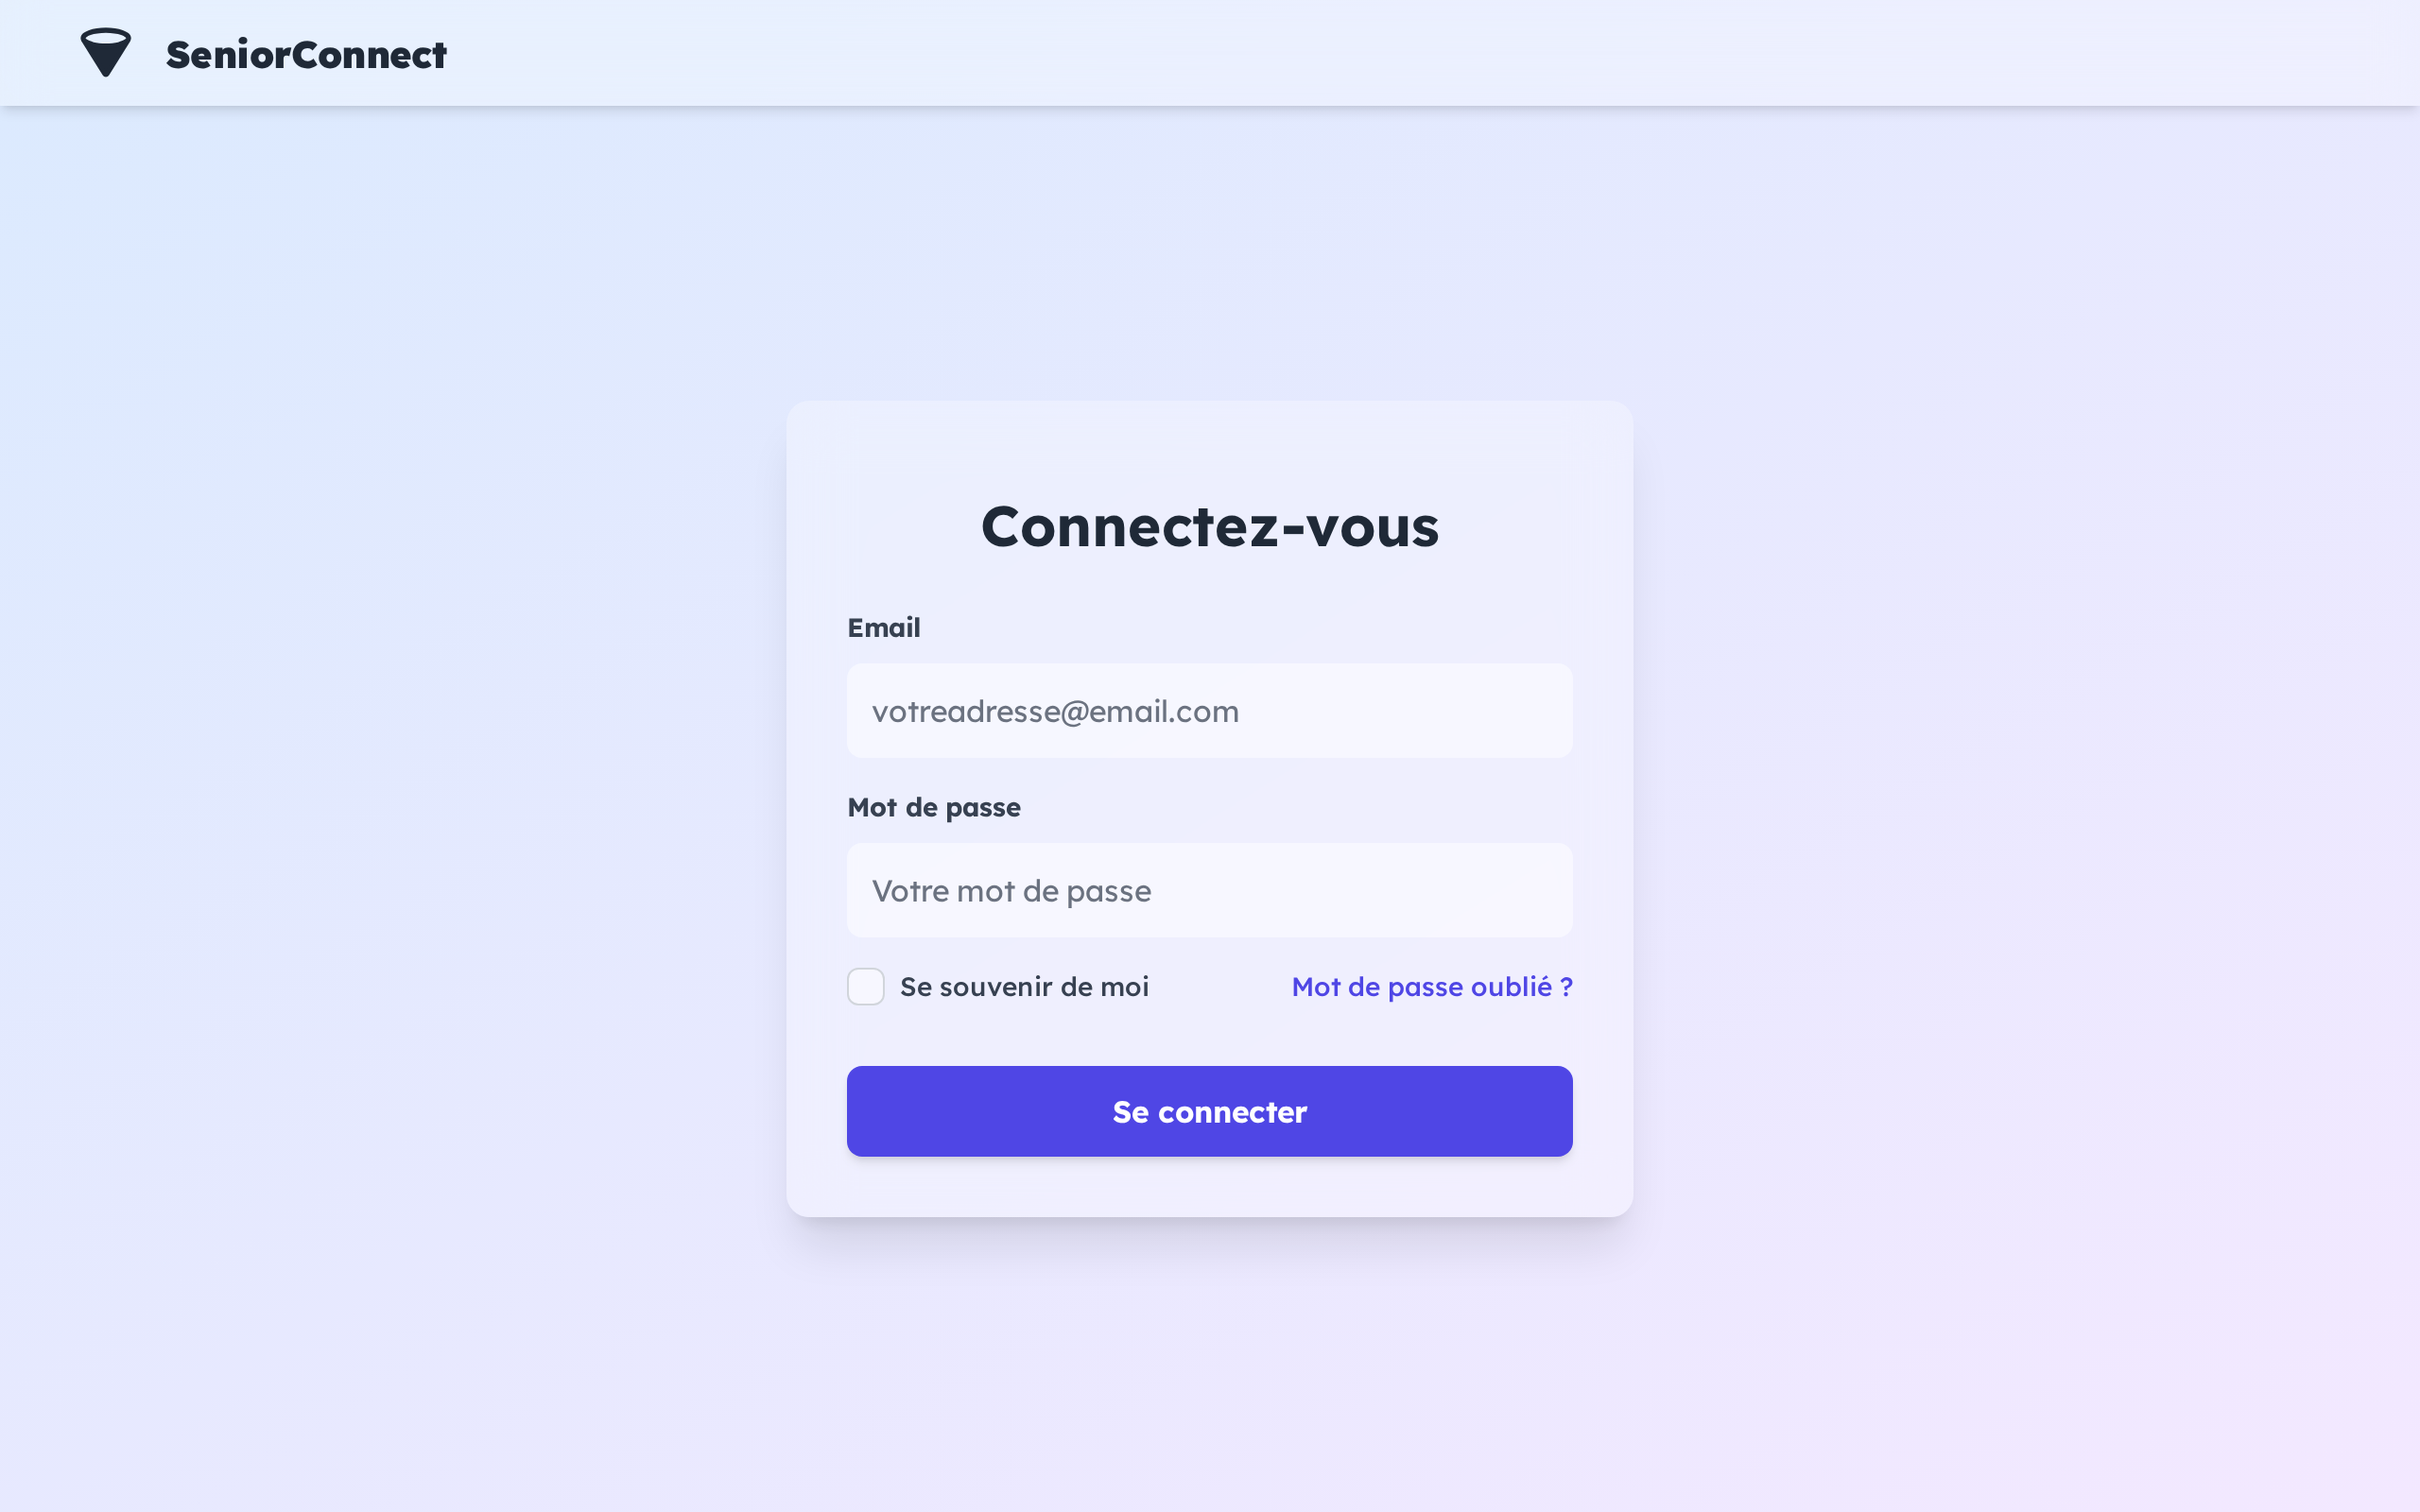 SeniorConnect
Connectez-vous
Email
votreadresse@email.com
Mot de passe
Votre mot de passe
Se souvenir de moi
Mot de passe oublié ?
Se connecter